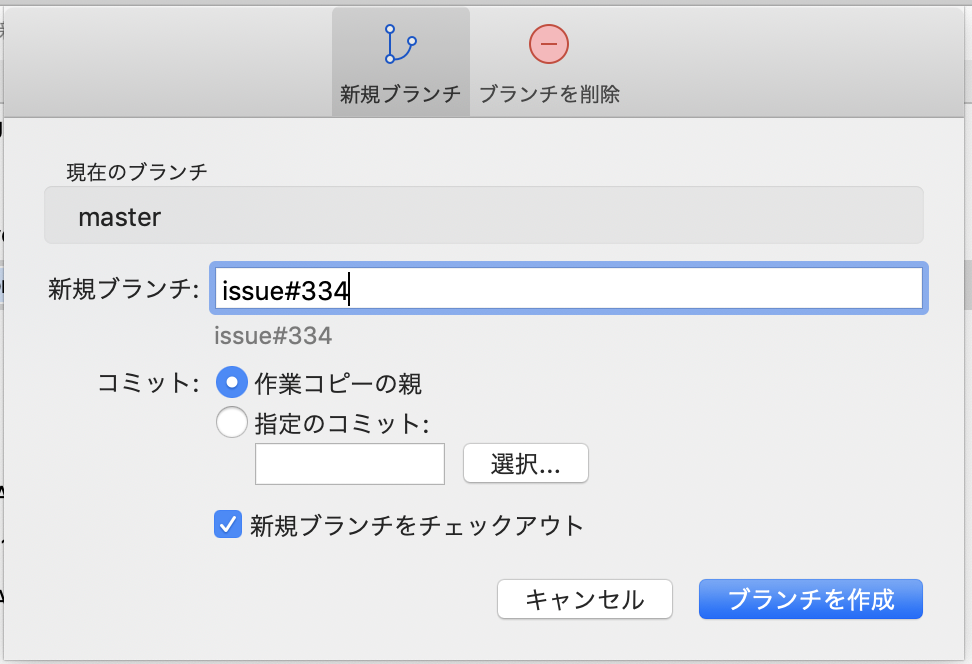 新規ブランチ ブランチを削除
現在のブランチ
master
新規ブランチ: issue#334
issue#334
コミット: 作業コピーの親
指定のコミット:
選択...
新規ブランチをチェックアウト
キャンセル ブランチを作成